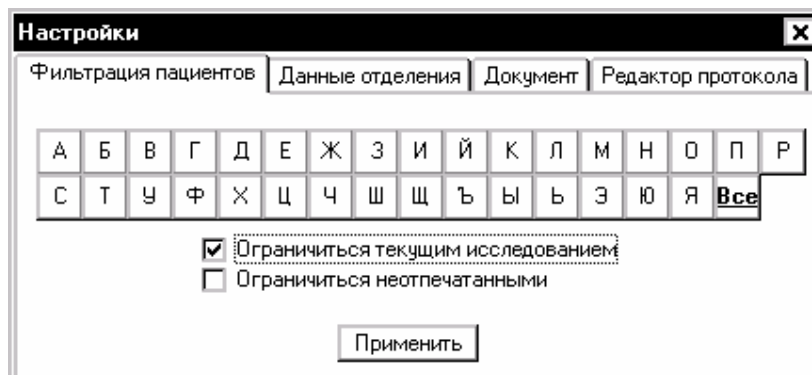 Настройки
Фильтрация пациентов Данные отделения Документ Редактор протокола
А Б В Г Д Е Ж З И Й К Л М Н О П Р
С Т У Ф Х Ц Ч Ш Щ Ъ Ы Ь Э Ю Я Все
Ограничиться текущим исследованием
Ограничиться неотпечатанными
Применить